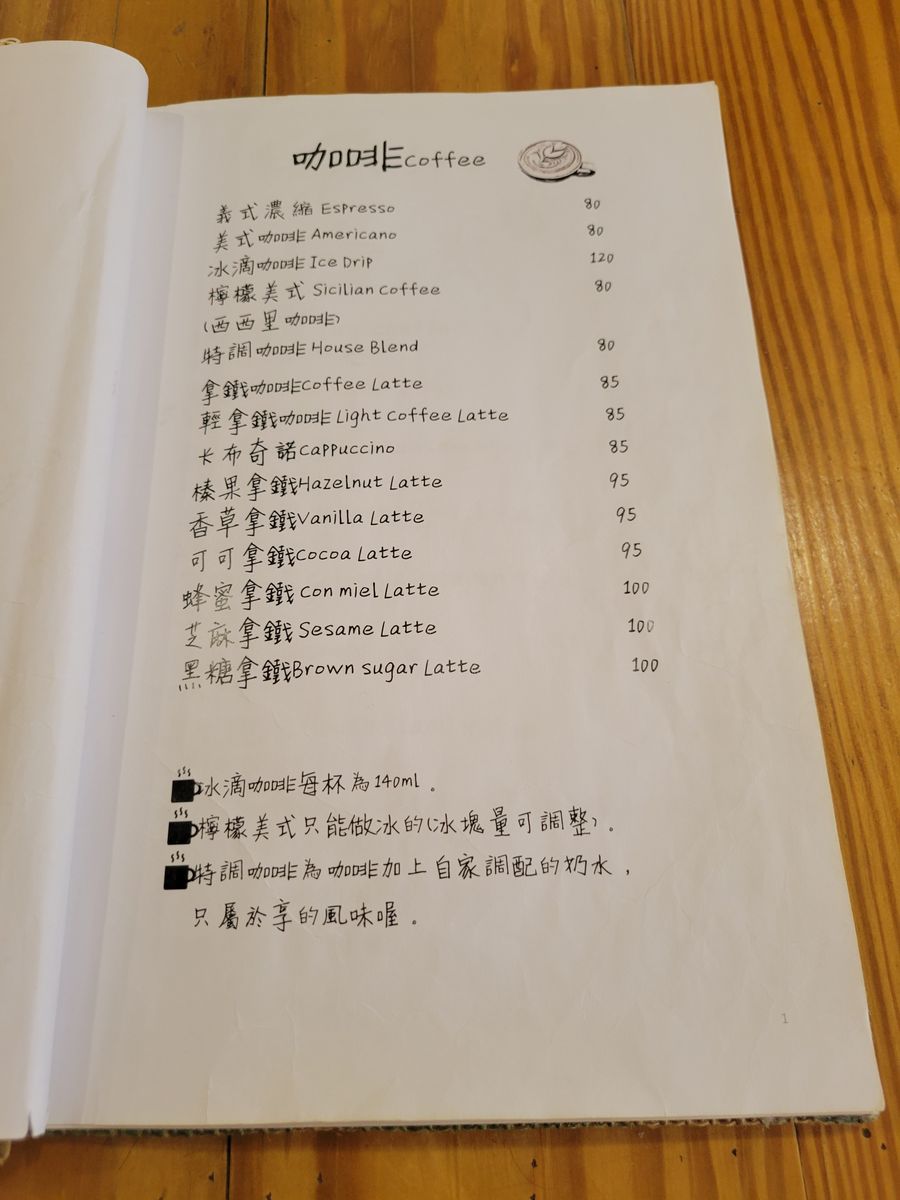 咖啡coffee
義式濃縮 Espresso 80
美式咖啡 Americano 80
冰滴咖啡 Ice Drip 120
檸檬美式 Sicilian coffee 80
(西西里咖啡)
特調咖啡 House Blend 80
拿鐵咖啡coffee Latte 85
輕拿鐵咖啡 Light coffee Latte 85
卡布奇諾cappuccino 85
榛果拿鐵Hazelnut Latte 95
香草拿鐵Vanilla Latte 95
可可拿鐵cocoa Latte 95
蜂蜜拿鐵 con miel Latte 100
芝麻拿鐵 Sesame Latte 100
黑糖拿鐵Brown sugar Latte 100
冰滴咖啡每杯為140ml。
檸檬美式只能做冰的(冰塊量可調整)。
特調咖啡為咖啡加上自家調配的奶水,
只屬於享的風味喔。
1